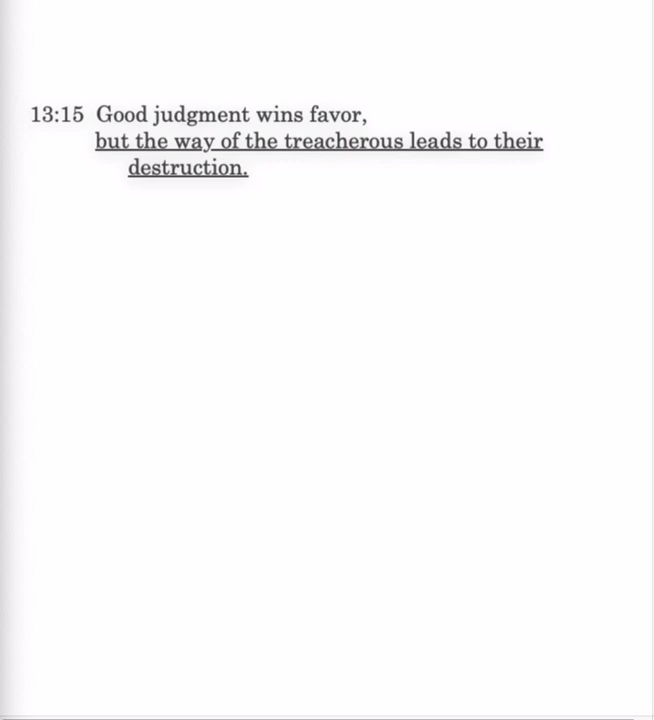 13:15 Good judgment wins favor,
but the way of the treacherous leads to their
destruction.